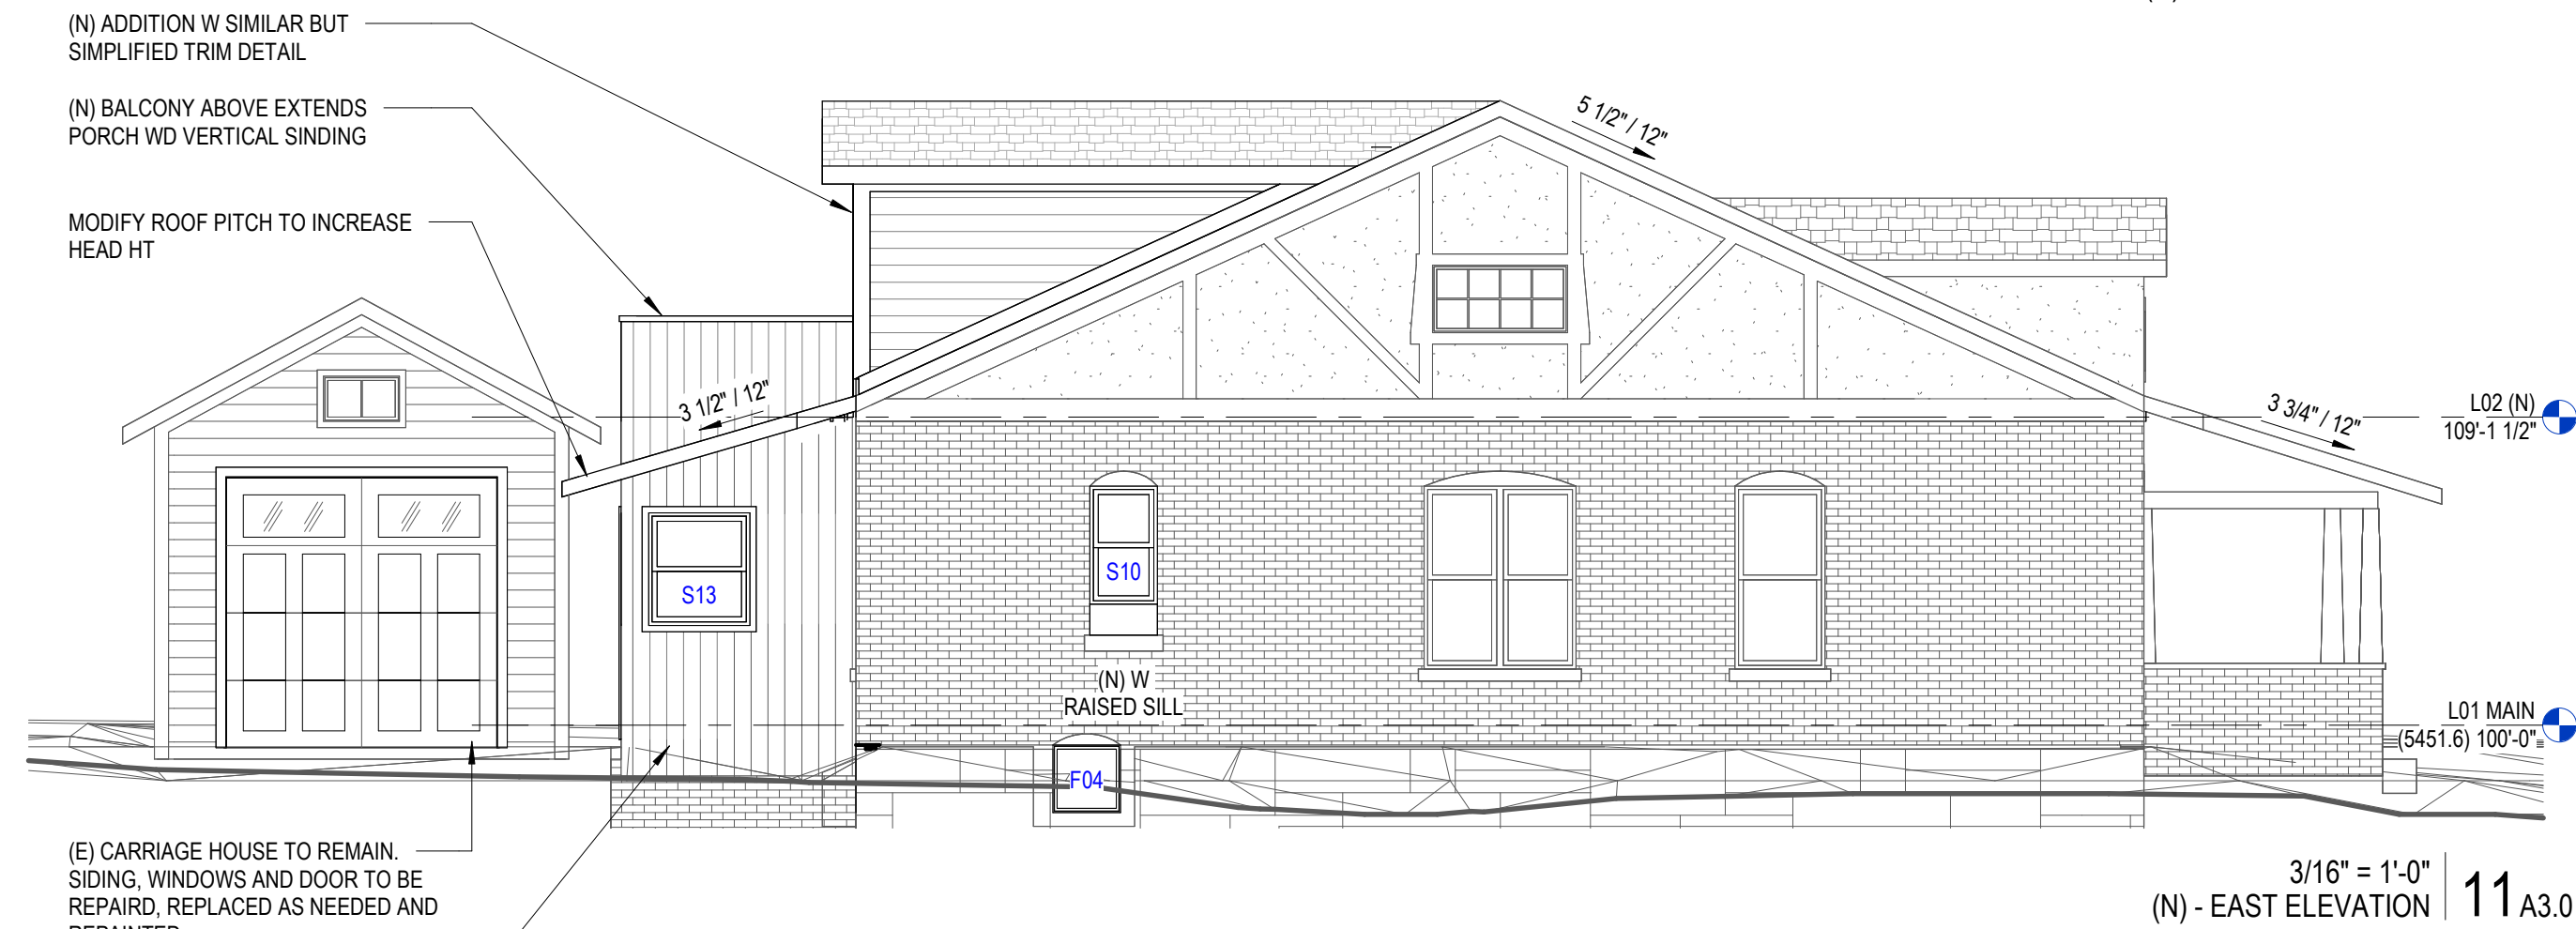 (N) ADDITION W SIMILAR BUT
SIMPLIFIED TRIM DETAIL
(N) BALCONY ABOVE EXTENDS
PORCH WD VERTICAL SINDING
MODIFY ROOF PITCH TO INCREASE
HEAD HT
5 1/2" / 12"
3 1/2" / 12"
3 3/4" / 12"
L02 (N)
109'-1 1/2"
S13
S10
(N) W
RAISED SILL
F04
L01 MAIN
(5451.6) 100'-0"
(E) CARRIAGE HOUSE TO REMAIN.
SIDING, WINDOWS AND DOOR TO BE
REPAIRD, REPLACED AS NEEDED AND
REPAINTED
3/16" = 1'-0"
(N) - EAST ELEVATION
11 A3.0